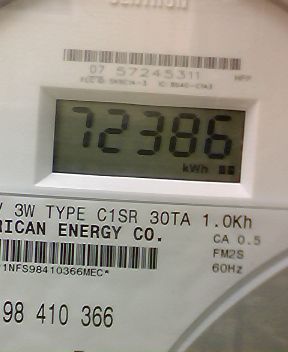 07 57245311
72386
kWh
3W TYPE C1SR 30TA 1.0Kh
RICAN ENERGY CO.
CA 0.5
FM2S
60Hz
1NFS98410366MEC*
98 410 366